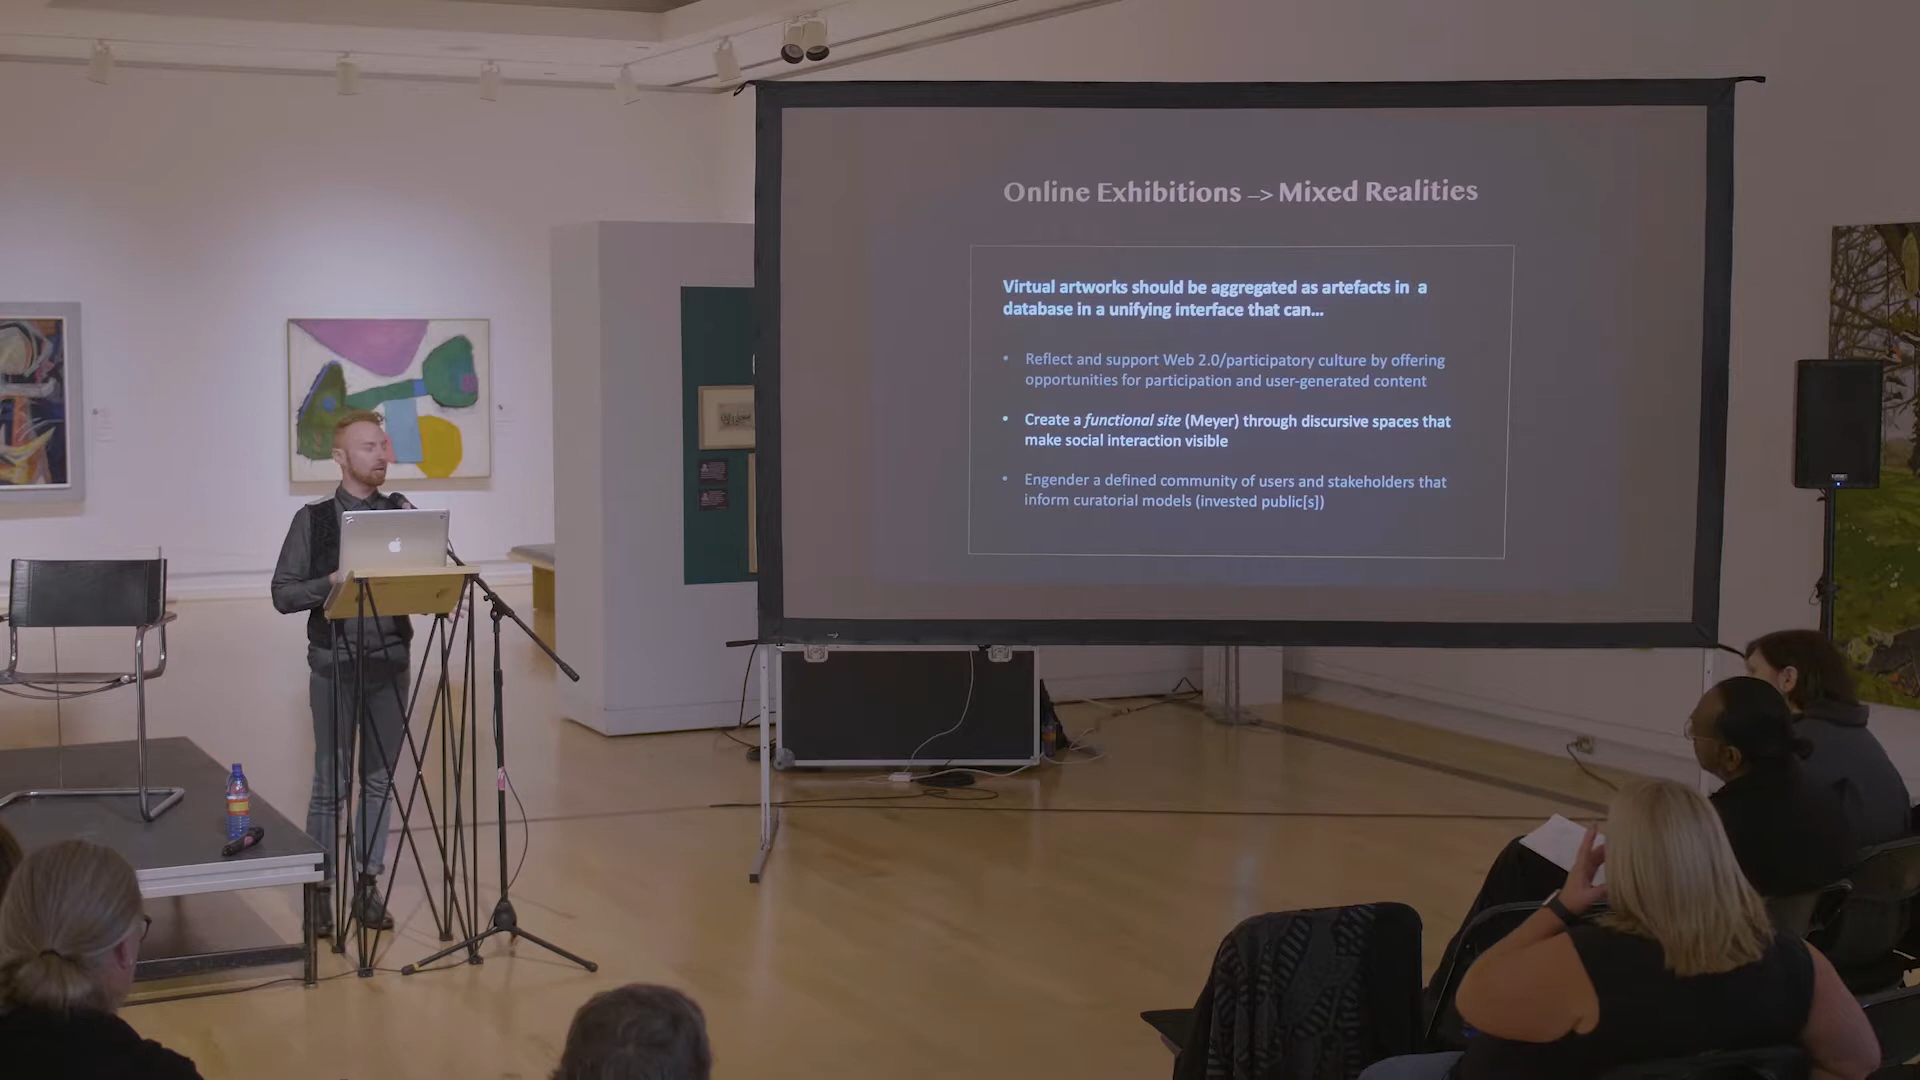 Online Exhibitions –> Mixed Realities
Virtual artworks should be aggregated as artefacts in a
database in a unifying interface that can...
• Reflect and support Web 2.0/participatory culture by offering
opportunities for participation and user-generated content
• Create a functional site (Meyer) through discursive spaces that
make social interaction visible
• Engender a defined community of users and stakeholders that
inform curatorial models (invested public[s])